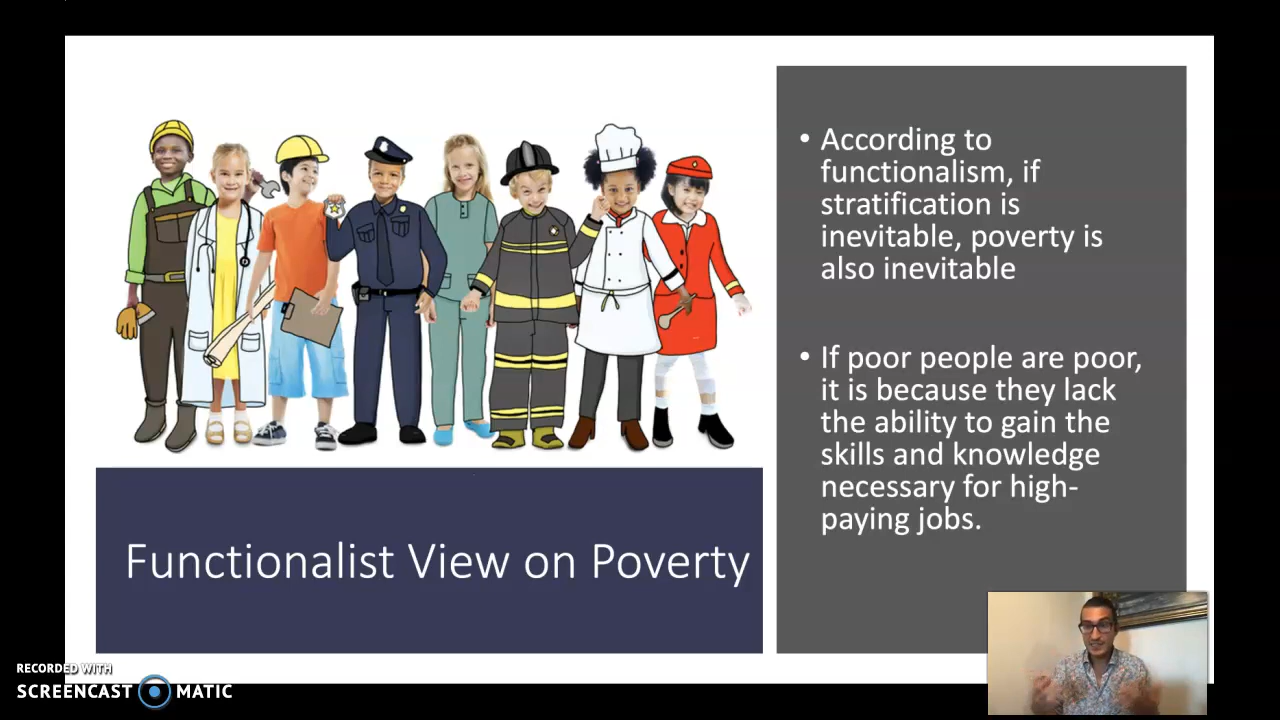 • According to
functionalism, if
stratification is
inevitable, poverty is
also inevitable
• If poor people are poor,
it is because they lack
the ability to gain the
skills and knowledge
necessary for high-
paying jobs.
Functionalist View on Poverty
RECORDED WITH
SCREENCAST MATIC